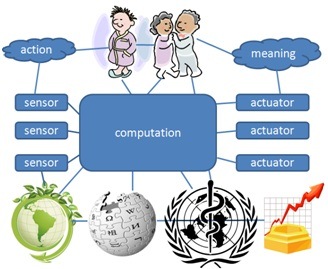 action
meaning
sensor
actuator
sensor
computation
actuator
sensor
actuator